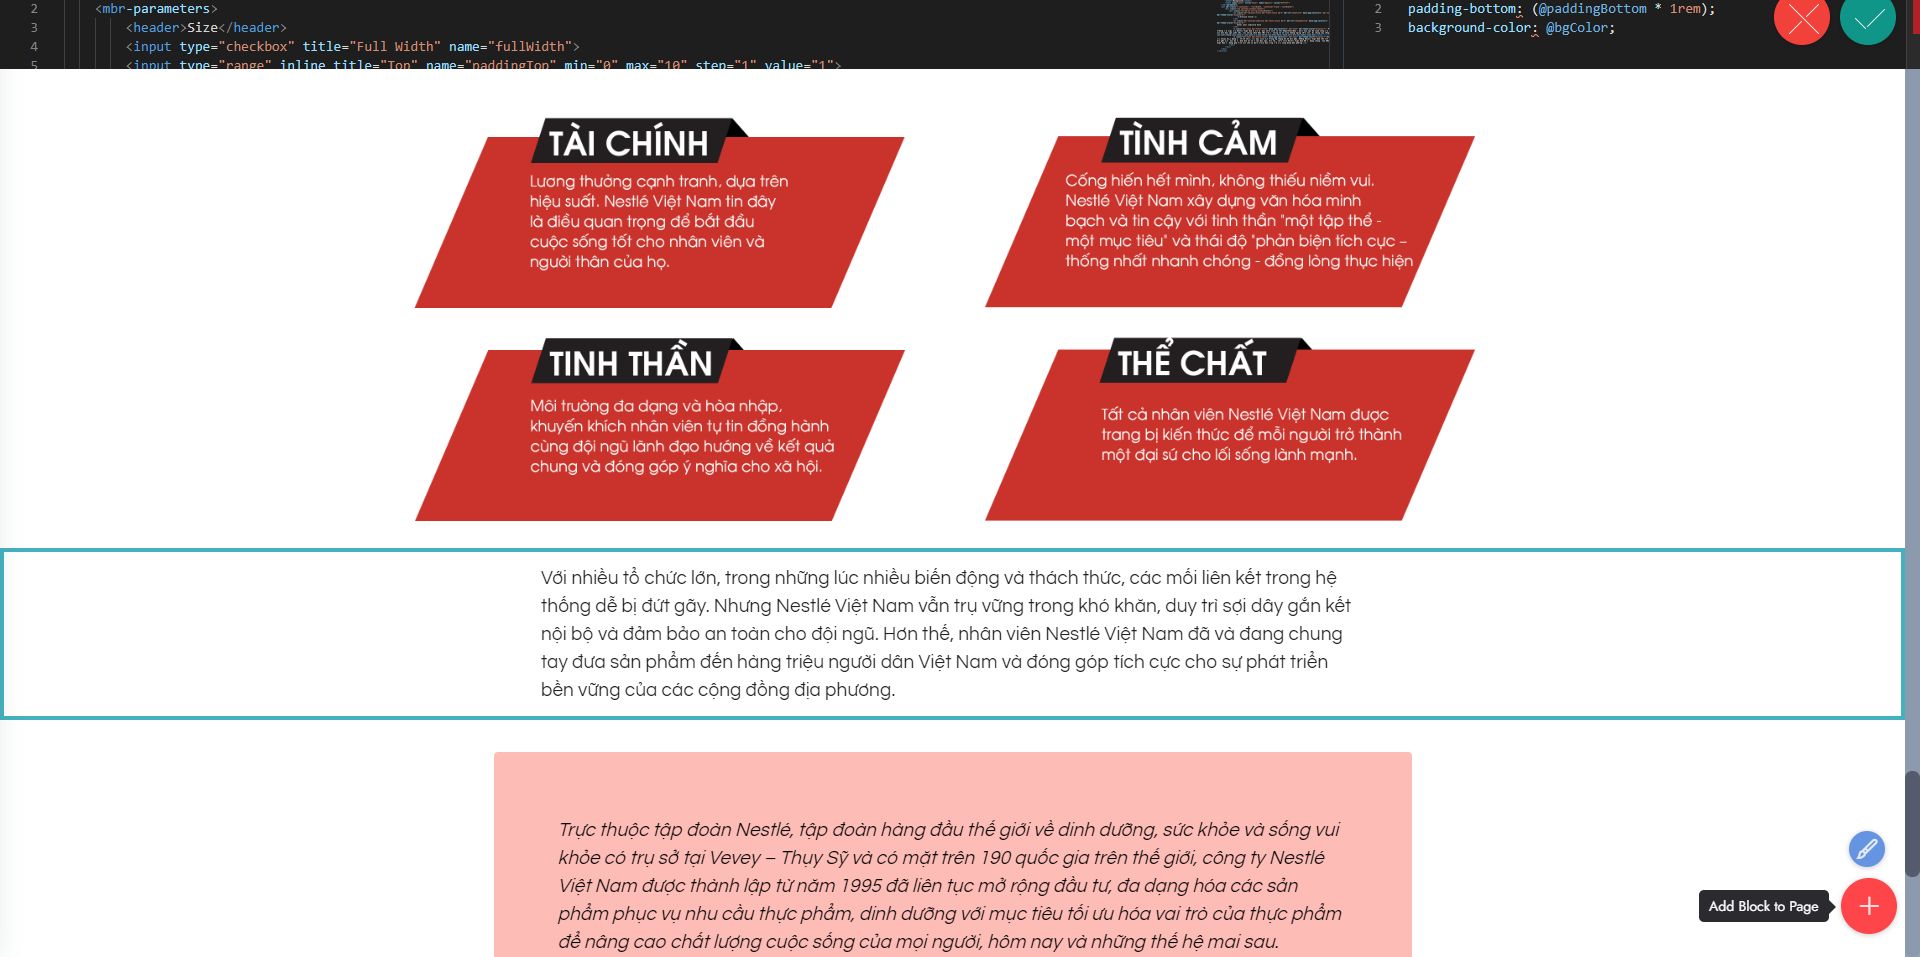 2 <mbr-parameters>
3 <header>Size</header>
4 <input type="checkbox" title="Full Width" name="fullWidth">
5 <input type="range" inline title="Top" name="paddingTop" min="0" max="10" step="1" value="1">
2 padding-bottom: (@paddingBottom * 1rem);
3 background-color: @bgColor;
TÀI CHÍNH
Lương thưởng cạnh tranh, dựa trên
hiệu suất. Nestlé Việt Nam tin đây
là điều quan trọng để bắt đầu
cuộc sống tốt cho nhân viên và
người thân của họ.
TÌNH CẢM
Cống hiến hết mình, không thiếu niềm vui.
Nestlé Việt Nam xây dựng văn hóa minh
bạch và tin cậy với tinh thần "một tập thể -
một mục tiêu" và thái độ "phản biện tích cực –
thống nhất nhanh chóng - đồng lòng thực hiện
TINH THẦN
Môi trường đa dạng và hòa nhập,
khuyến khích nhân viên tự tin đồng hành
cùng đội ngũ lãnh đạo hướng về kết quả
chung và đóng góp ý nghĩa cho xã hội.
THỂ CHẤT
Tất cả nhân viên Nestlé Việt Nam được
trang bị kiến thức để mỗi người trở thành
một đại sứ cho lối sống lành mạnh.
Với nhiều tổ chức lớn, trong những lúc nhiều biến động và thách thức, các mối liên kết trong hệ
thống dễ bị đứt gãy. Nhưng Nestlé Việt Nam vẫn trụ vững trong khó khăn, duy trì sợi dây gắn kết
nội bộ và đảm bảo an toàn cho đội ngũ. Hơn thế, nhân viên Nestlé Việt Nam đã và đang chung
tay đưa sản phẩm đến hàng triệu người dân Việt Nam và đóng góp tích cực cho sự phát triển
bền vững của các cộng đồng địa phương.
Trực thuộc tập đoàn Nestlé, tập đoàn hàng đầu thế giới về dinh dưỡng, sức khỏe và sống vui
khỏe có trụ sở tại Vevey – Thụy Sỹ và có mặt trên 190 quốc gia trên thế giới, công ty Nestlé
Việt Nam được thành lập từ năm 1995 đã liên tục mở rộng đầu tư, đa dạng hóa các sản
phẩm phục vụ nhu cầu thực phẩm, dinh dưỡng với mục tiêu tối ưu hóa vai trò của thực phẩm
để nâng cao chất lượng cuộc sống của mọi người, hôm nay và những thế hệ mai sau.
Add Block to Page